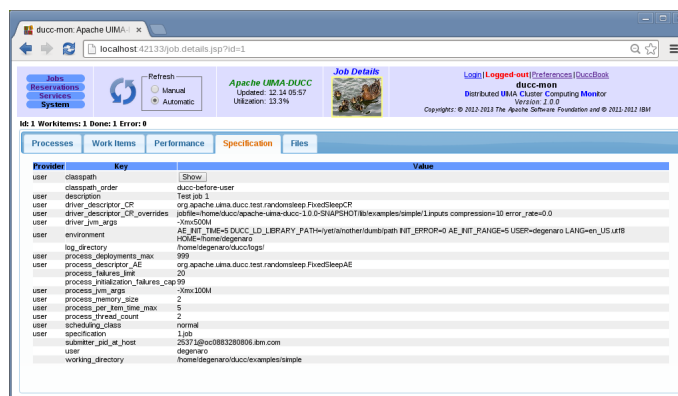 ducc-mon: Apache UIMA-
localhost:42133/job.details.jsp?id=1
Jobs
Reservations
Services
System
Refresh
Manual
Automatic
Apache UIMA-DUCC
Updated: 12.14 05:57
Utilization: 13.3%
Job Details
Login|Logged-out|Preferences|DuccBook
ducc-mon
Distributed UIMA Cluster Computing Monitor
Version: 1.0.0
Copyrights: © 2012-2013 The Apache Software Foundation and © 2011-2012 IBM
Id: 1 Workitems: 1 Done: 1 Error: 0
Processes Work Items Performance Specification Files
Provider Key Value
user classpath Show
classpath_order ducc-before-user
user description Test job 1
user driver_descriptor_CR org.apache.uima.ducc.test.randomsleep.FixedSleepCR
user driver_descriptor_CR_overrides jobfile=/home/ducc/apache-uima-ducc-1.0.0-SNAPSHOT/lib/examples/simple/1.inputs compression=10 error_rate=0.0
user driver_jvm_args -Xmx500M
user environment AE_INIT_TIME=5 DUCC_LD_LIBRARY_PATH=/yet/a/nother/dumb/path INIT_ERROR=0 AE_INIT_RANGE=5 USER=degenaro LANG=en_US.utf8
HOME=/home/degenaro
log_directory /home/degenaro/ducc/logs/
user process_deployments_max 999
user process_descriptor_AE org.apache.uima.ducc.test.randomsleep.FixedSleepAE
process_failures_limit 20
process_initialization_failures_cap 99
user process_jvm_args -Xmx100M
user process_memory_size 2
user process_per_item_time_max 5
user process_thread_count 2
user scheduling_class normal
user specification 1.job
submitter_pid_at_host 25371@oc0883280806.ibm.com
user degenaro
working_directory /home/degenaro/ducc/examples/simple